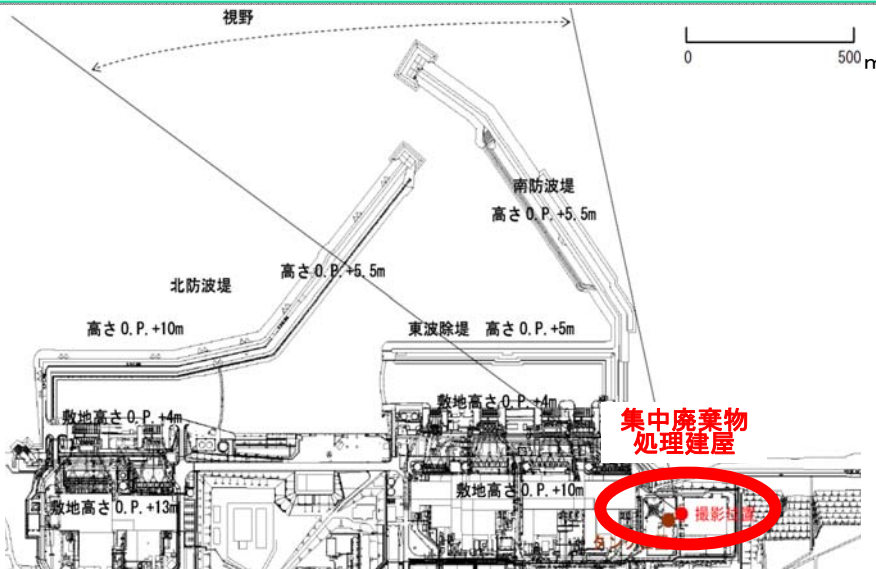 視野
0
500 m
南防波堤
高さO.P.+5.5m
高さO.P.+5.5m
北防波堤
高さO.P.+10m
東波除堤 高さO.P.+5m
敷地高さO.P.+4m
敷地高さO.P.+4m
集中廃棄物
処理建屋
敷地高さO.P.+10m
敷地高さO.P.+13m
撮影位置